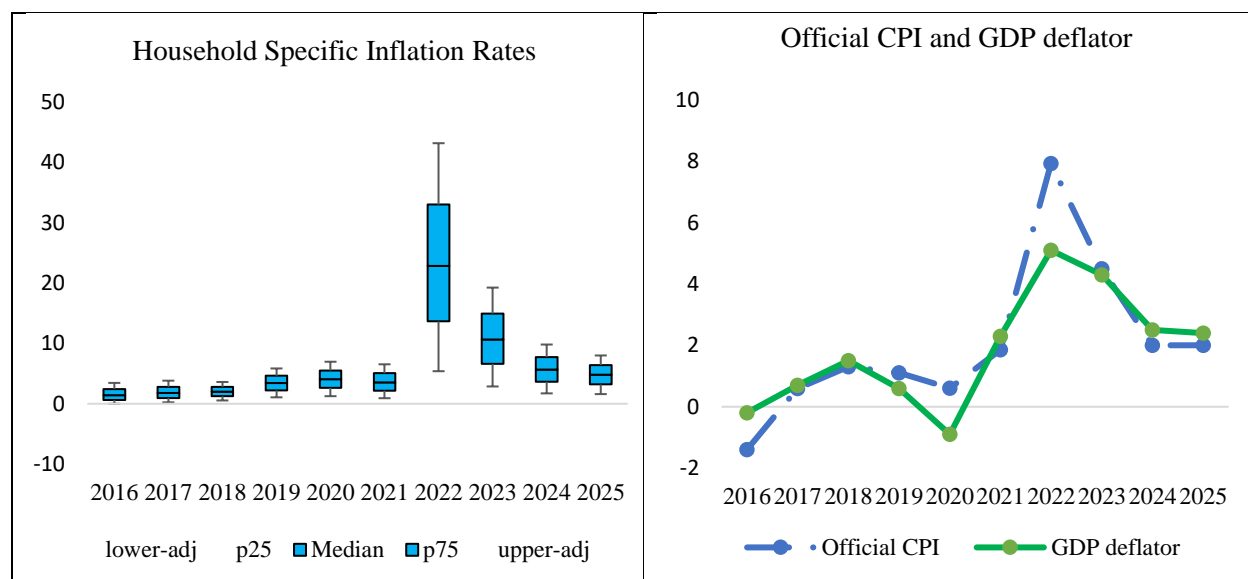 Household Specific Inflation Rates
50
40
30
20
10
0
-10
2016 2017 2018 2019 2020 2021 2022 2023 2024 2025
lower-adj p25 Median p75 upper-adj
Official CPI and GDP deflator
10
8
6
4
2
0
-2
2016 2017 2018 2019 2020 2021 2022 2023 2024 2025
Official CPI GDP deflator